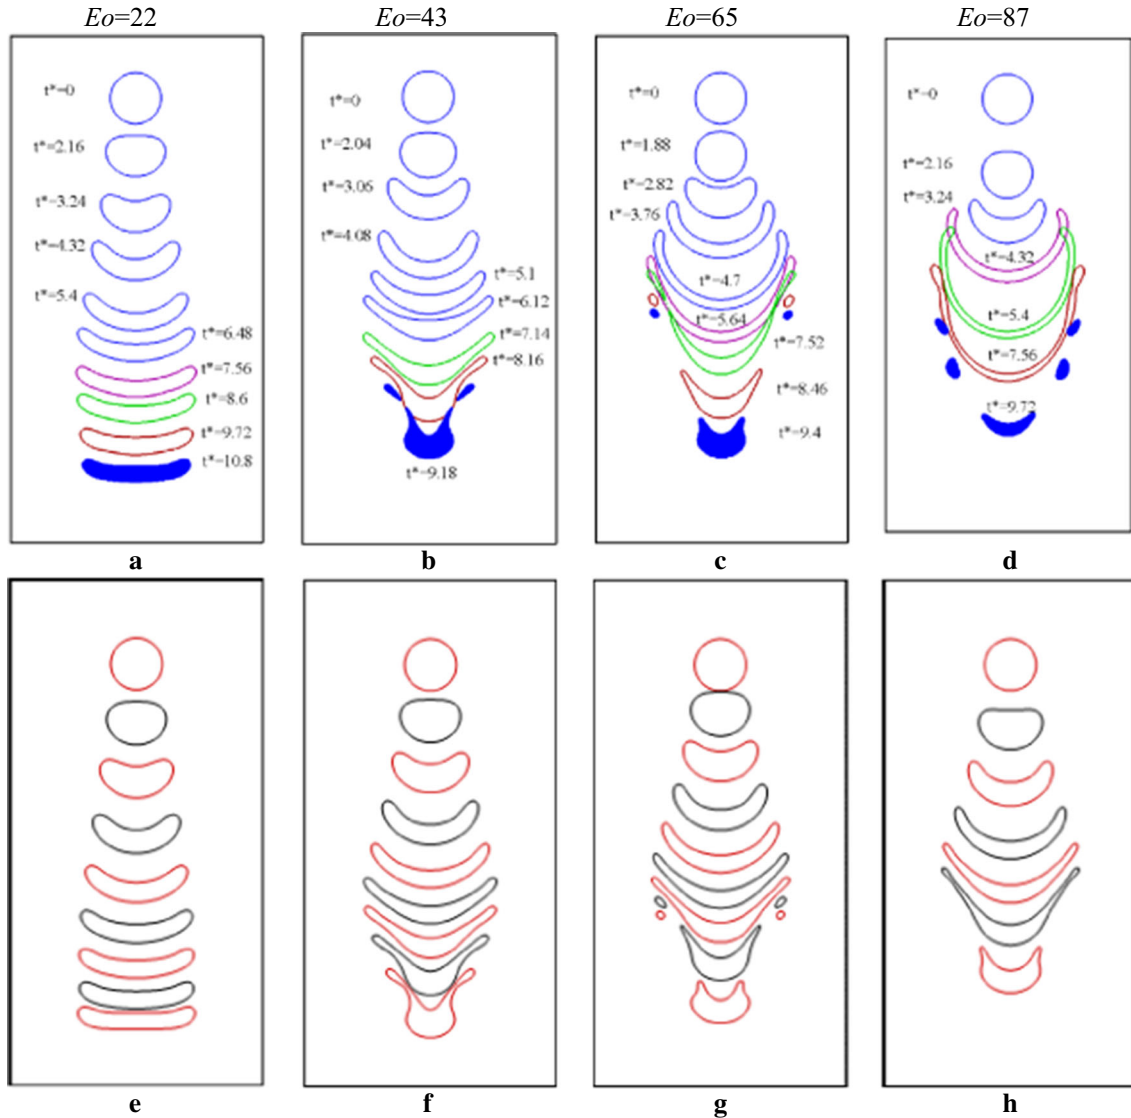 Eo=22 Eo=43 Eo=65 Eo=87
t*=0
t*=2.16
t*=3.24
t*=4.32
t*=5.4
t*=6.48
t*=7.56
t*=8.6
t*=9.72
t*=10.8
t*=0
t*=2.04
t*=3.06
t*=4.08
t*=5.1
t*=6.12
t*=7.14
t*=8.16
t*=9.18
t*=0
t*=1.88
t*=2.82
t*=3.76
t*=4.7
t*=5.64
t*=7.52
t*=8.46
t*=9.4
t*=0
t*=2.16
t*=3.24
t*=4.32
t*=5.4
t*=7.56
t*=9.72
a b c d
e f g h